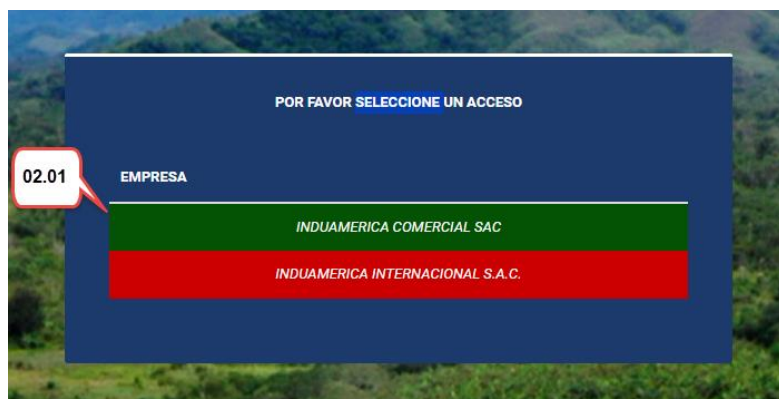 POR FAVOR SELECCIONE UN ACCESO
02.01
EMPRESA
INDUAMERICA COMERCIAL SAC
INDUAMERICA INTERNACIONAL S.A.C.